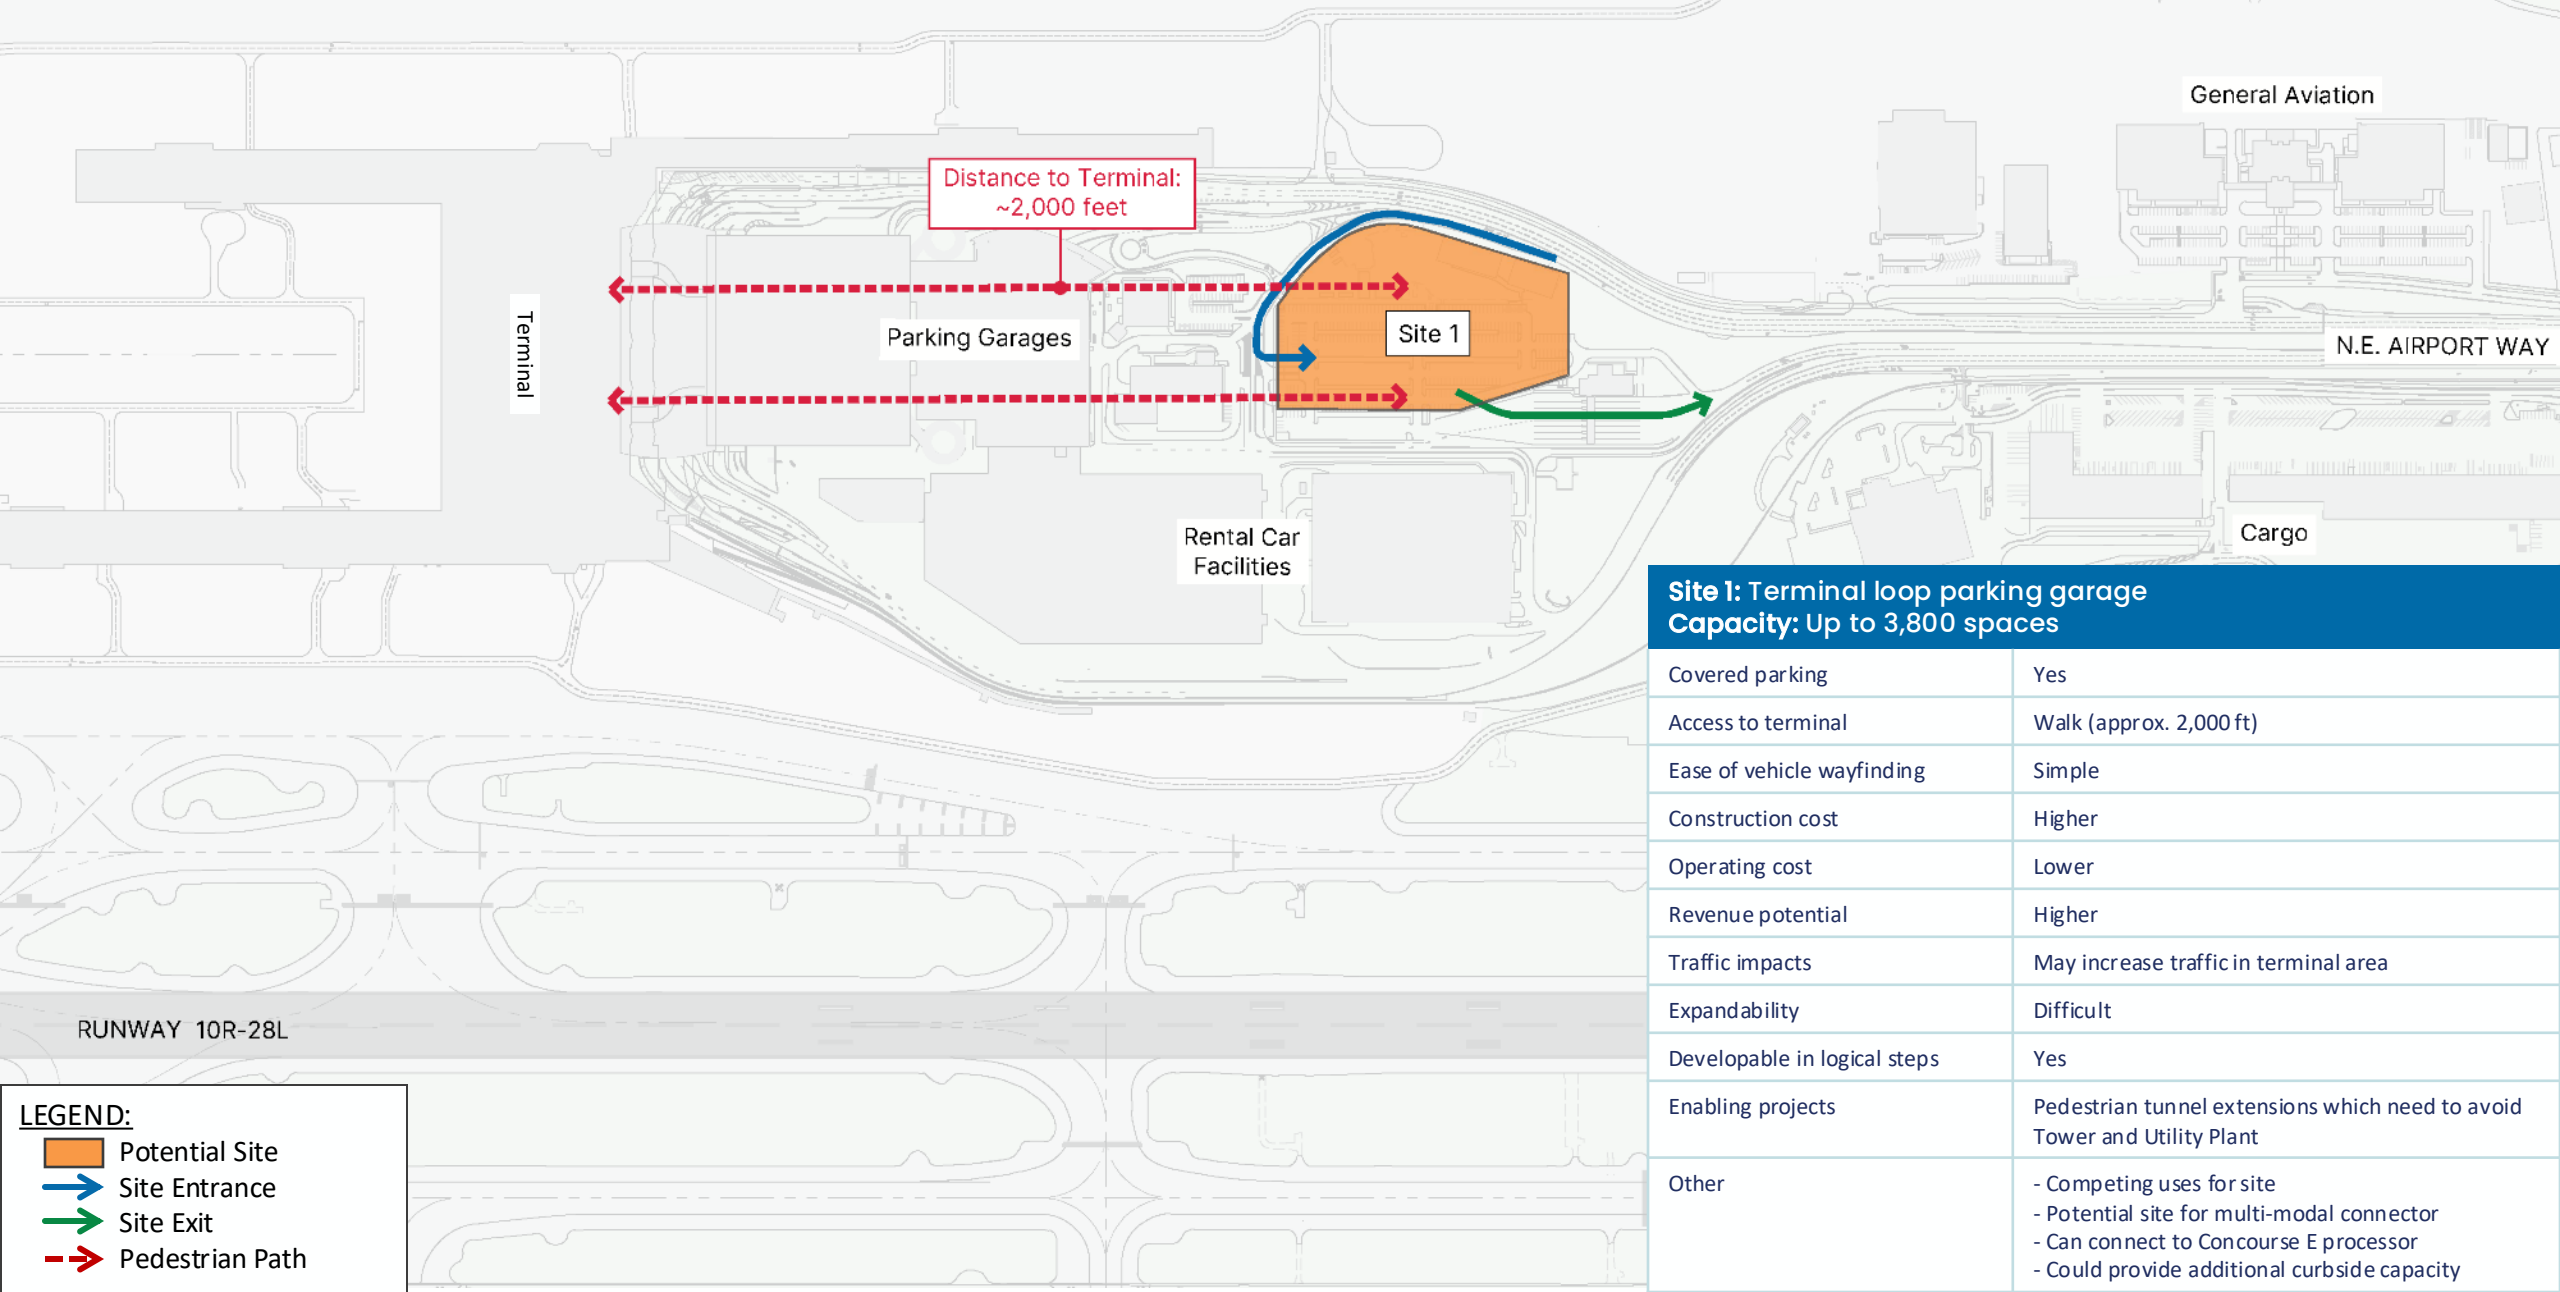 General Aviation
Distance to Terminal:
~2,000 feet
Terminal
Parking Garages
Site 1
N.E. AIRPORT WAY
Rental Car
Facilities
Cargo
RUNWAY 10R-28L
LEGEND:
Potential Site
Site Entrance
Site Exit
Pedestrian Path
Site 1: Terminal loop parking garage
Capacity: Up to 3,800 spaces
Covered parking Yes
Access to terminal Walk (approx. 2,000 ft)
Ease of vehicle wayfinding Simple
Construction cost Higher
Operating cost Lower
Revenue potential Higher
Traffic impacts May increase traffic in terminal area
Expandability Difficult
Developable in logical steps Yes
Enabling projects Pedestrian tunnel extensions which need to avoid
Tower and Utility Plant
Other - Competing uses for site
- Potential site for multi-modal connector
- Can connect to Concourse E processor
- Could provide additional curbside capacity